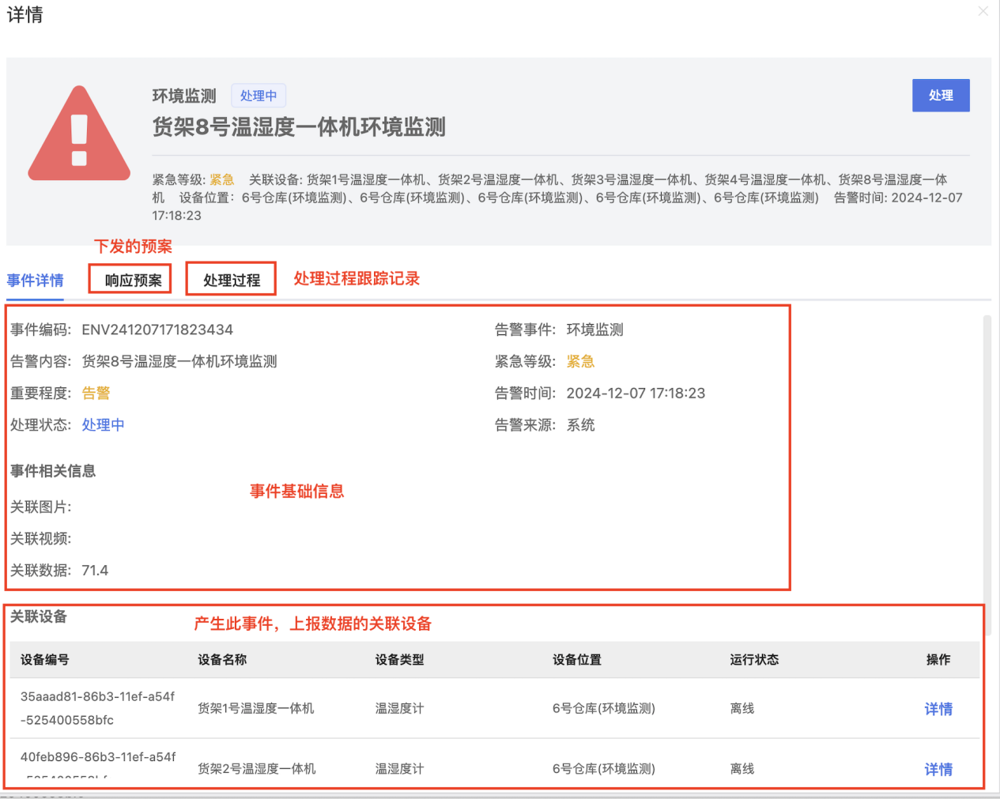 详情
环境监测 处理中
处理
货架8号温湿度一体机环境监测
紧急等级: 紧急 关联设备: 货架1号温湿度一体机、货架2号温湿度一体机、货架3号温湿度一体机、货架4号温湿度一体机、货架8号温湿度一体
机 设备位置: 6号仓库(环境监测)、6号仓库(环境监测)、6号仓库(环境监测)、6号仓库(环境监测)、6号仓库(环境监测) 告警时间: 2024-12-07
17:18:23
下发的预案
事件详情 响应预案 处理过程 处理过程跟踪记录
事件编码: ENV241207171823434 告警事件: 环境监测
告警内容: 货架8号温湿度一体机环境监测 紧急等级: 紧急
重要程度: 告警 告警时间: 2024-12-07 17:18:23
处理状态: 处理中 告警来源: 系统
事件相关信息
事件基础信息
关联图片:
关联视频:
关联数据: 71.4
关联设备
产生此事件，上报数据的关联设备
设备编号 设备名称 设备类型 设备位置 运行状态 操作
35aaad81-86b3-11ef-a54f
-525400558bfc
货架1号温湿度一体机 温湿度计 6号仓库(环境监测) 离线 详情
40feb896-86b3-11ef-a54f
货架2号温湿度一体机 温湿度计 6号仓库(环境监测) 离线 详情